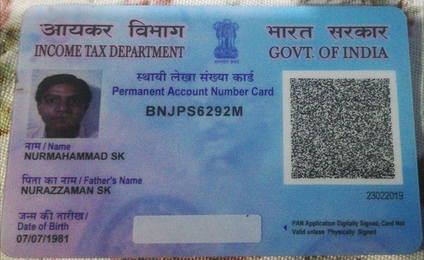 आयकर विभाग
INCOME TAX DEPARTMENT
भारत सरकार
GOVT. OF INDIA
स्थायी लेखा संख्या कार्ड
Permanent Account Number Card
BNJPS6292M
नाम / Name
NURMAHAMMAD SK
पिता का नाम / Father's Name
NURAZZAMAN SK
23022019
जन्म की तारीख /
Date of Birth
07/07/1981
PAN Application Digitally Signed, Card Not
Valid unless Physically Signed